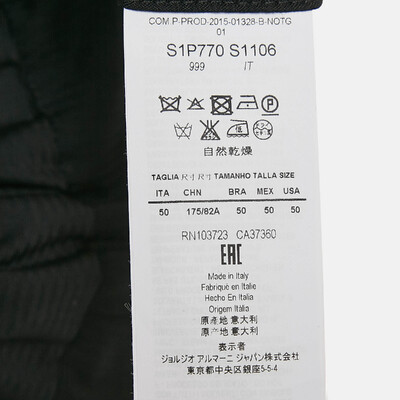 COM P-PROD-2015-01328-B-NOTG
01
S1P770 S1106
999 IT
自然乾燥
TAGLIA 尺寸 尺寸 TAMANHO TALLA SIZE
ITA CHN BRA MEX USA
50 175/82A 50 50 50
RN103723 CA37360
EAC
Made in Italy
Fabriqué en Italie
Hecho En Italia
Origem Itália
原产地 意大利
原產地 意大利
表示者
ジョルジオ アルマーニ ジャパン株式会社
東京都中央区銀座5-5-4